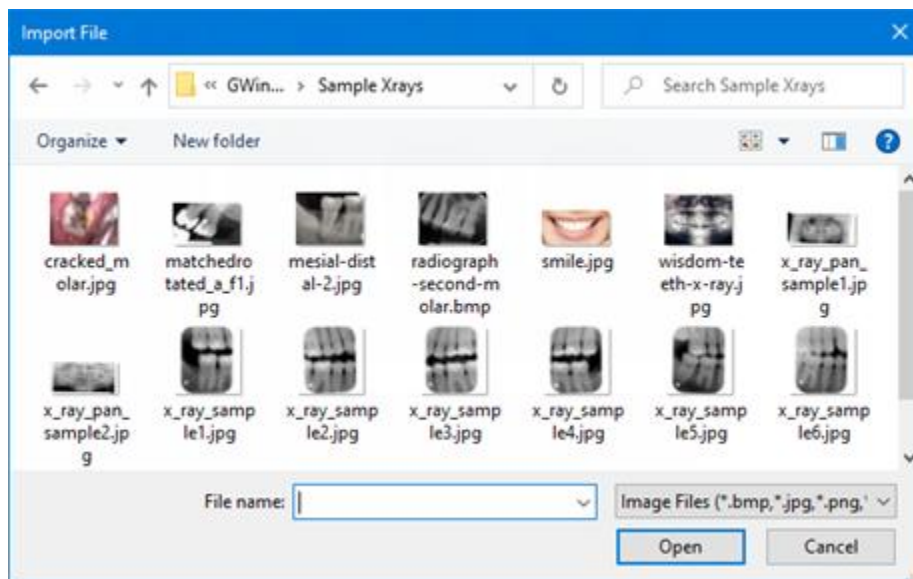 Import File
« GWin... › Sample Xrays
Search Sample Xrays
Organize
New folder
cracked_m
olar.jpg
matchedro
tated_a_f1.j
pg
mesial-dist
al-2.jpg
radiograph
-second-m
olar.bmp
smile.jpg
wisdom-te
eth-x-ray.j
pg
x_ray_pan_
sample1.jp
g
x_ray_pan_
sample2.jp
g
x_ray_samp
le1.jpg
x_ray_samp
le2.jpg
x_ray_samp
le3.jpg
x_ray_samp
le4.jpg
x_ray_samp
le5.jpg
x_ray_samp
le6.jpg
File name:
Image Files (*.bmp,*.jpg,*.png,*
Open
Cancel